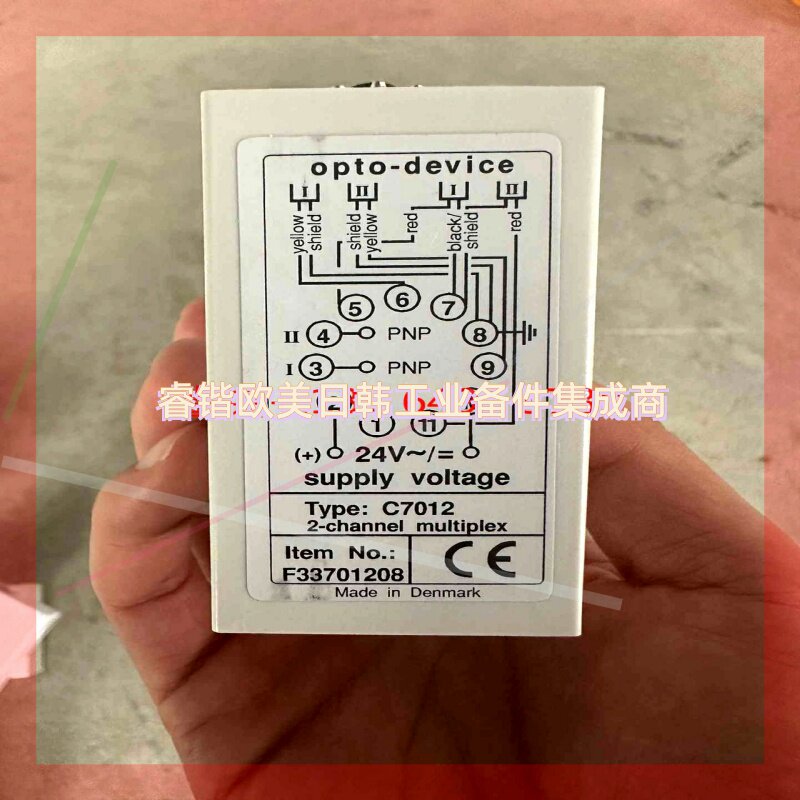 opto-device
I II I II
yellow shield shield yellow red black/ shield red
5 6 7
II 4 PNP 8
I 3 PNP 9
睿锴欧美日韩工业备件集成商
1 11
(+) 24V~/=
supply voltage
Type: C7012
2-channel multiplex
Item No.:
F33701208
CE
Made in Denmark